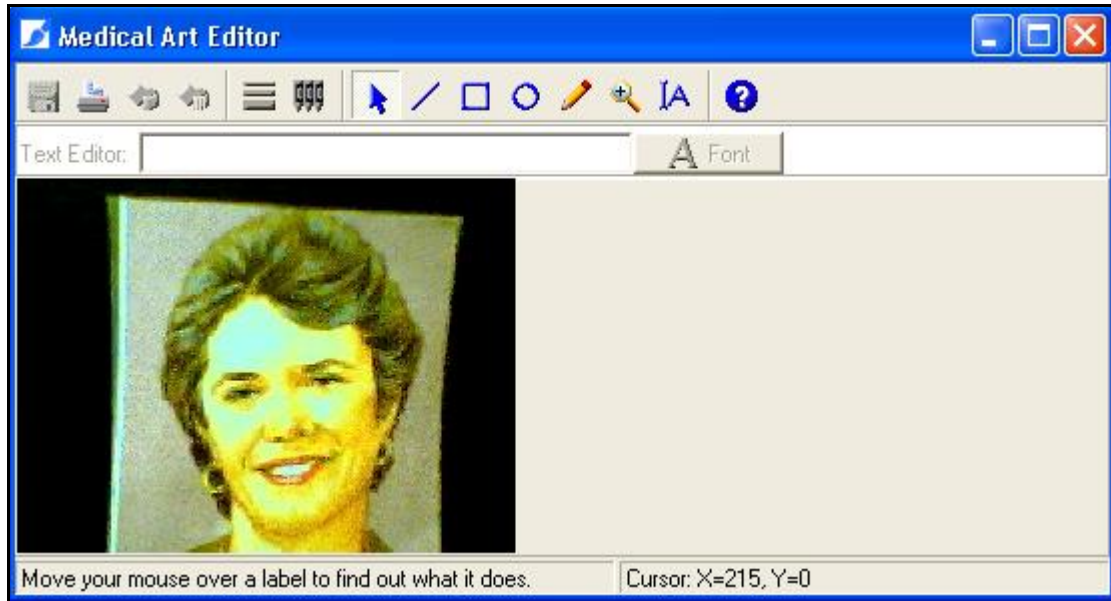 Medical Art Editor
A
Text Editor:
A Font
Move your mouse over a label to find out what it does. Cursor: X=215, Y=0